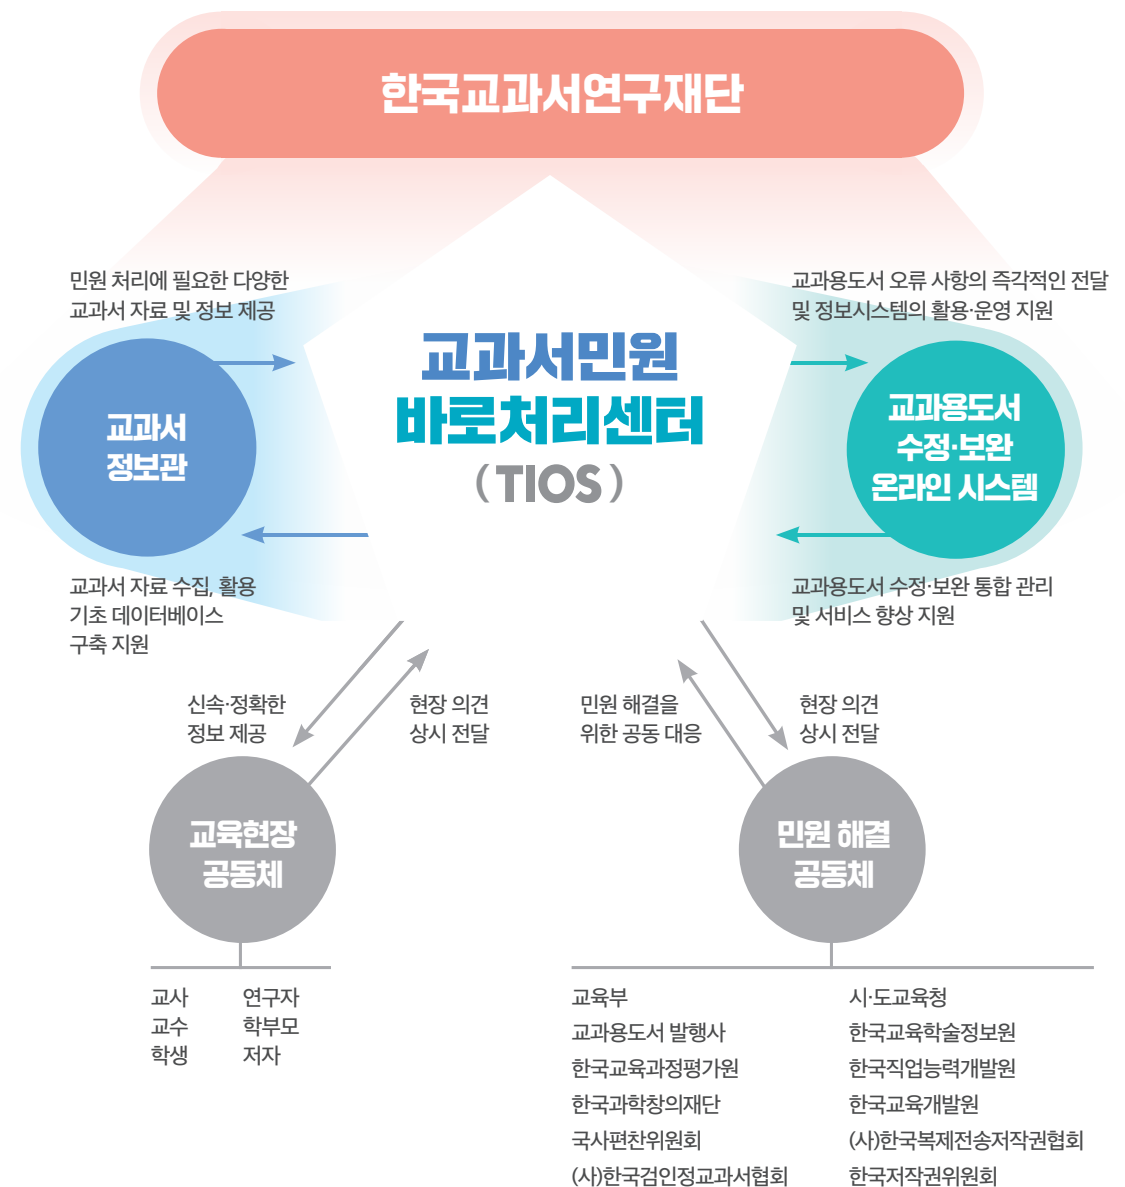 한국교과서연구재단
민원 처리에 필요한 다양한
교과서 자료 및 정보 제공
교과용도서 오류 사항의 즉각적인 전달
및 정보시스템의 활용·운영 지원
교과서민원
바로처리센터
(TIOS)
교과서
정보관
교과용도서
수정·보완
온라인 시스템
교과서 자료 수집, 활용
기초 데이터베이스
구축 지원
교과용도서 수정·보완 통합 관리
및 서비스 향상 지원
신속·정확한
정보 제공
현장 의견
상시 전달
민원 해결을
위한 공동 대응
현장 의견
상시 전달
교육현장
공동체
민원 해결
공동체
교사
교수
학생
연구자
학부모
저자
교육부
교과용도서 발행사
한국교육과정평가원
한국과학창의재단
국사편찬위원회
(사)한국검인정교과서협회
시·도교육청
한국교육학술정보원
한국직업능력개발원
한국교육개발원
(사)한국복제전송저작권협회
한국저작권위원회